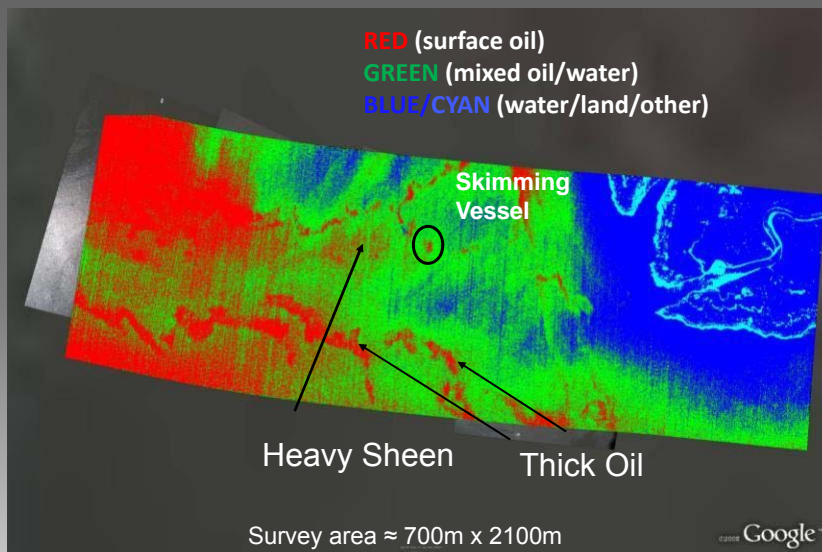 RED (surface oil)
GREEN (mixed oil/water)
BLUE/CYAN (water/land/other)
Skimming
Vessel
Heavy Sheen
Thick Oil
Survey area ≈ 700m x 2100m
©2008 Google